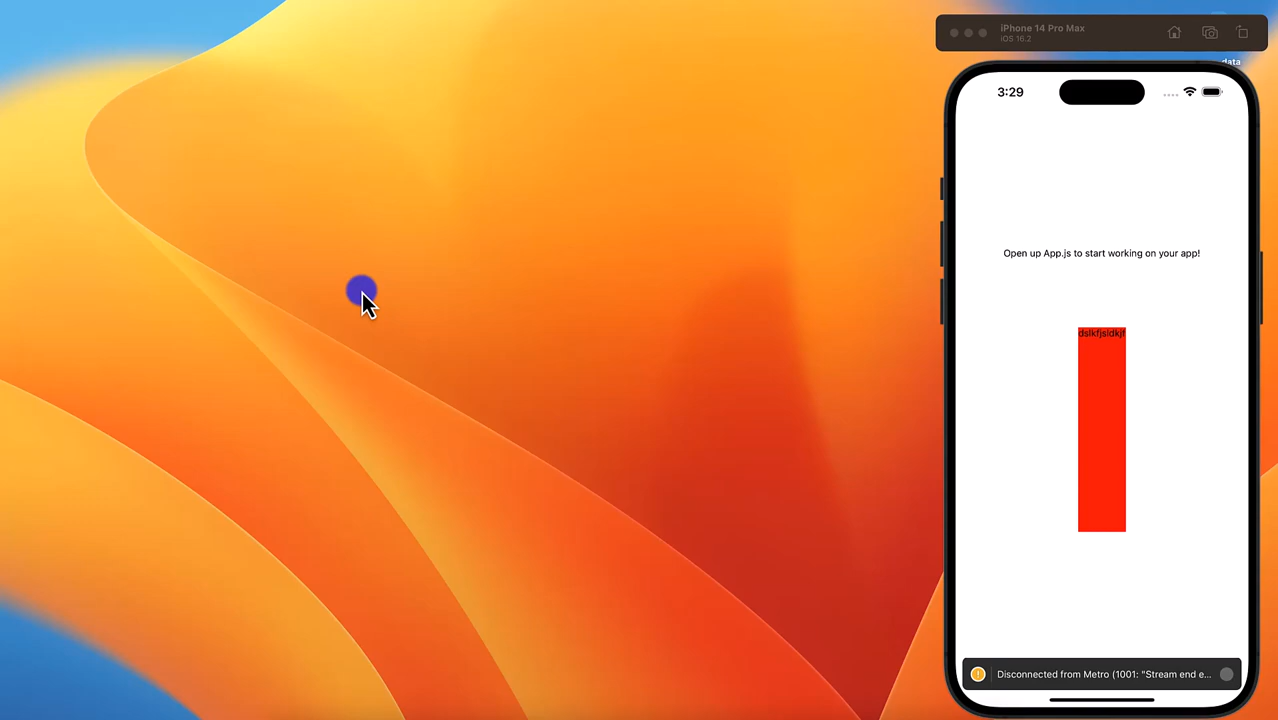 iPhone 14 Pro Max
iOS 16.2
data
3:29
Open up App.js to start working on your app!
dslkfjsldkjf
Disconnected from Metro (1001: "Stream end e...